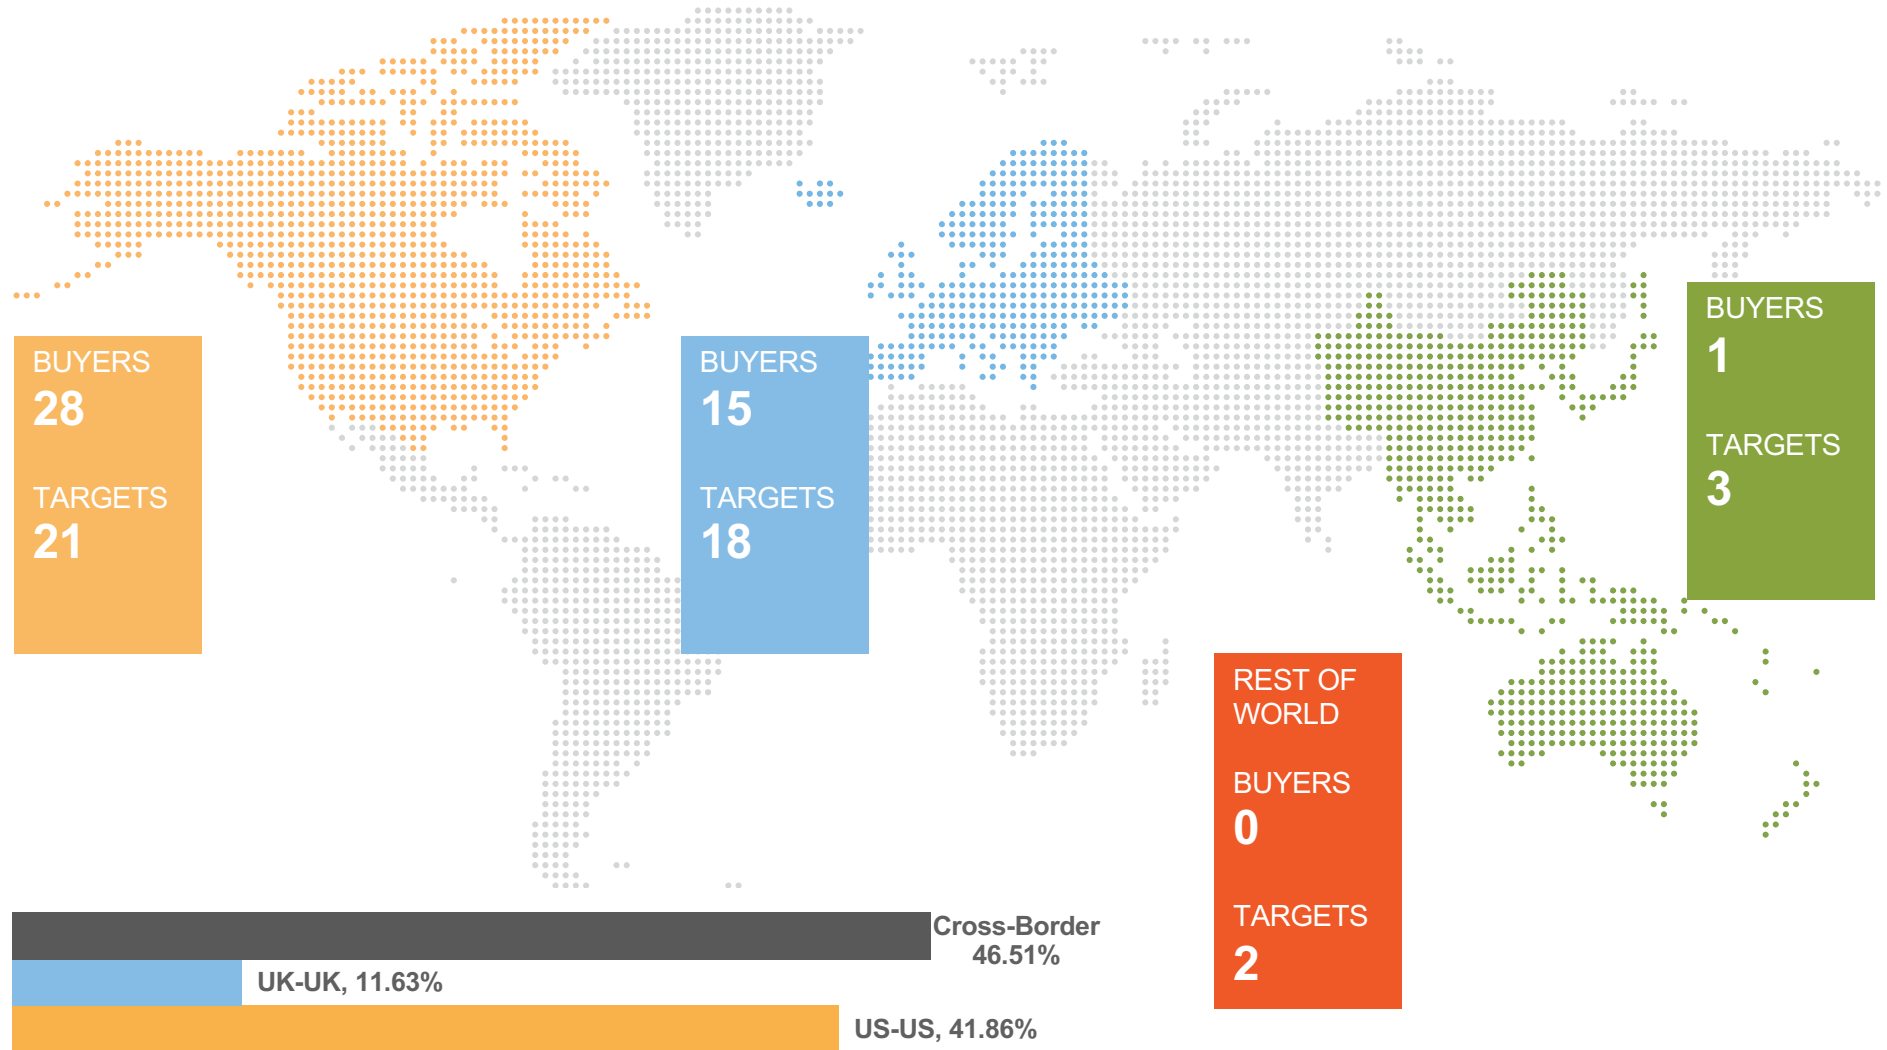 BUYERS
28
TARGETS
21
BUYERS
15
TARGETS
18
BUYERS
1
TARGETS
3
REST OF
WORLD
BUYERS
0
TARGETS
2
Cross-Border
46.51%
UK-UK, 11.63%
US-US, 41.86%